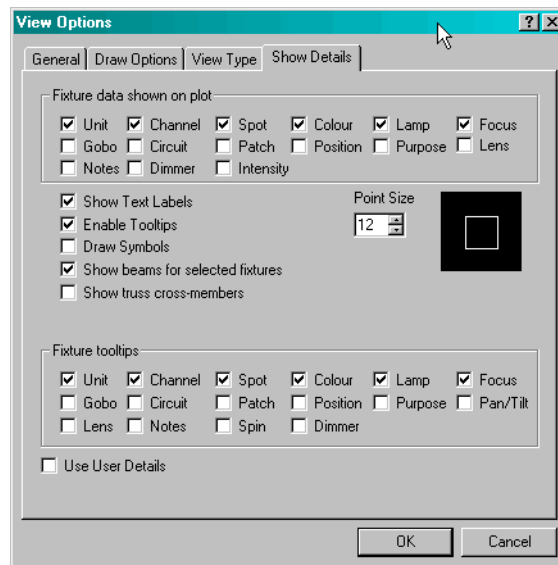 View Options
General Draw Options View Type Show Details
Fixture data shown on plot
Unit Channel Spot Colour Lamp Focus
Gobo Circuit Patch Position Purpose Lens
Notes Dimmer Intensity
Show Text Labels
Point Size
Enable Tooltips
12
Draw Symbols
Show beams for selected fixtures
Show truss cross-members
Fixture tooltips
Unit Channel Spot Colour Lamp Focus
Gobo Circuit Patch Position Purpose Pan/Tilt
Lens Notes Spin Dimmer
Use User Details
OK Cancel